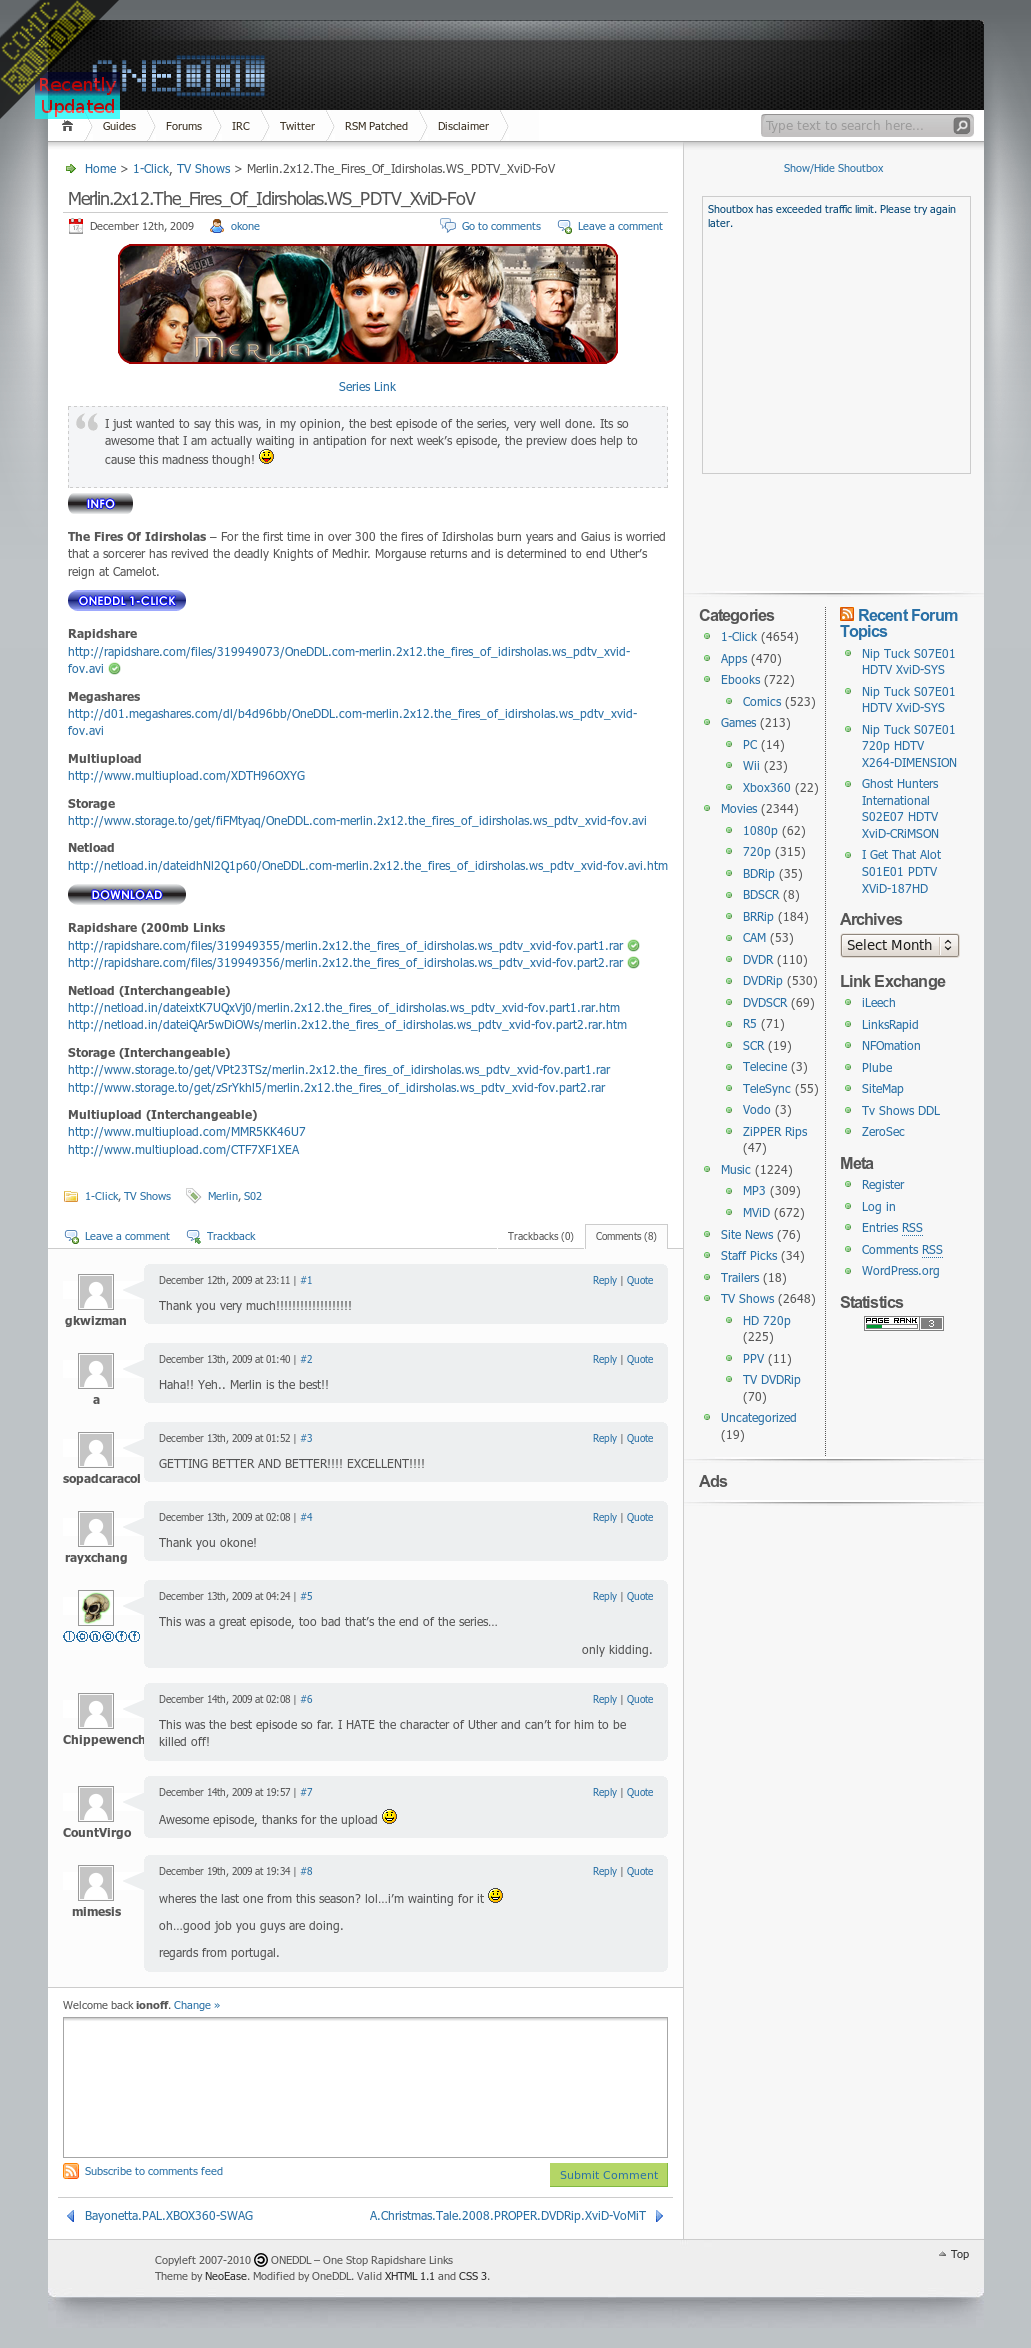 COMIC
ROUNDUP
ONEDDL
Recently
Updated
Guides
Forums
IRC
Twitter
RSM Patched
Disclaimer
Type text to search here...
Home > 1-Click, TV Shows > Merlin.2x12.The_Fires_Of_Idirsholas.WS_PDTV_XviD-FoV
Merlin.2x12.The_Fires_Of_Idirsholas.WS_PDTV_XviD-FoV
December 12th, 2009 okone Go to comments Leave a comment
ONEDDL
MERLIN
Series Link
I just wanted to say this was, in my opinion, the best episode of the series, very well done. Its so
awesome that I am actually waiting in antipation for next week's episode, the preview does help to
cause this madness though!
INFO
The Fires Of Idirsholas – For the first time in over 300 the fires of Idirsholas burn years and Gaius is worried
that a sorcerer has revived the deadly Knights of Medhir. Morgause returns and is determined to end Uther's
reign at Camelot.
ONEDDL 1-CLICK
Rapidshare
http://rapidshare.com/files/319949073/OneDDL.com-merlin.2x12.the_fires_of_idirsholas.ws_pdtv_xvid-
fov.avi
Megashares
http://d01.megashares.com/dl/b4d96bb/OneDDL.com-merlin.2x12.the_fires_of_idirsholas.ws_pdtv_xvid-
fov.avi
Multiupload
http://www.multiupload.com/XDTH96OXYG
Storage
http://www.storage.to/get/fiFMtyaq/OneDDL.com-merlin.2x12.the_fires_of_idirsholas.ws_pdtv_xvid-fov.avi
Netload
http://netload.in/dateidhNl2Q1p60/OneDDL.com-merlin.2x12.the_fires_of_idirsholas.ws_pdtv_xvid-fov.avi.htm
DOWNLOAD
Rapidshare (200mb Links
http://rapidshare.com/files/319949355/merlin.2x12.the_fires_of_idirsholas.ws_pdtv_xvid-fov.part1.rar
http://rapidshare.com/files/319949356/merlin.2x12.the_fires_of_idirsholas.ws_pdtv_xvid-fov.part2.rar
Netload (Interchangeable)
http://netload.in/dateixtK7UQxVj0/merlin.2x12.the_fires_of_idirsholas.ws_pdtv_xvid-fov.part1.rar.htm
http://netload.in/dateiQAr5wDiOWs/merlin.2x12.the_fires_of_idirsholas.ws_pdtv_xvid-fov.part2.rar.htm
Storage (Interchangeable)
http://www.storage.to/get/VPt23TSz/merlin.2x12.the_fires_of_idirsholas.ws_pdtv_xvid-fov.part1.rar
http://www.storage.to/get/zSrYkhl5/merlin.2x12.the_fires_of_idirsholas.ws_pdtv_xvid-fov.part2.rar
Multiupload (Interchangeable)
http://www.multiupload.com/MMR5KK46U7
http://www.multiupload.com/CTF7XF1XEA
1-Click, TV Shows Merlin, S02
Leave a comment Trackback Trackbacks (0) Comments (8)
December 12th, 2009 at 23:11 | #1 Reply | Quote
Thank you very much!!!!!!!!!!!!!!!!!!!
gkwizman
December 13th, 2009 at 01:40 | #2 Reply | Quote
Haha!! Yeh.. Merlin is the best!!
a
December 13th, 2009 at 01:52 | #3 Reply | Quote
GETTING BETTER AND BETTER!!!! EXCELLENT!!!!
sopadcaracol
December 13th, 2009 at 02:08 | #4 Reply | Quote
Thank you okone!
rayxchang
December 13th, 2009 at 04:24 | #5 Reply | Quote
This was a great episode, too bad that's the end of the series…
ⓘⓞⓝⓞⓕⓕ
only kidding.
December 14th, 2009 at 02:08 | #6 Reply | Quote
This was the best episode so far. I HATE the character of Uther and can't for him to be
killed off!
Chippewench
December 14th, 2009 at 19:57 | #7 Reply | Quote
Awesome episode, thanks for the upload
CountVirgo
December 19th, 2009 at 19:34 | #8 Reply | Quote
wheres the last one from this season? lol…i'm wainting for it
mimesis
oh…good job you guys are doing.
regards from portugal.
Welcome back ionoff. Change »
Subscribe to comments feed
Submit Comment
Bayonetta.PAL.XBOX360-SWAG
A.Christmas.Tale.2008.PROPER.DVDRip.XviD-VoMiT
Show/Hide Shoutbox
Shoutbox has exceeded traffic limit. Please try again
later.
Categories
1-Click (4654)
Apps (470)
Ebooks (722)
Comics (523)
Games (213)
PC (14)
Wii (23)
Xbox360 (22)
Movies (2344)
1080p (62)
720p (315)
BDRip (35)
BDSCR (8)
BRRip (184)
CAM (53)
DVDR (110)
DVDRip (530)
DVDSCR (69)
R5 (71)
SCR (19)
Telecine (3)
TeleSync (55)
Vodo (3)
ZiPPER Rips
(47)
Music (1224)
MP3 (309)
MViD (672)
Site News (76)
Staff Picks (34)
Trailers (18)
TV Shows (2648)
HD 720p
(225)
PPV (11)
TV DVDRip
(70)
Uncategorized
(19)
Recent Forum
Topics
Nip Tuck S07E01
HDTV XviD-SYS
Nip Tuck S07E01
HDTV XviD-SYS
Nip Tuck S07E01
720p HDTV
X264-DIMENSION
Ghost Hunters
International
S02E07 HDTV
XviD-CRiMSON
I Get That Alot
S01E01 PDTV
XViD-187HD
Archives
Select Month
Link Exchange
iLeech
LinksRapid
NFOmation
Plube
SiteMap
Tv Shows DDL
ZeroSec
Meta
Register
Log in
Entries RSS
Comments RSS
WordPress.org
Statistics
PAGE RANK 3
Ads
Copyleft 2007-2010 ONEDDL – One Stop Rapidshare Links
Theme by NeoEase. Modified by OneDDL. Valid XHTML 1.1 and CSS 3.
Top